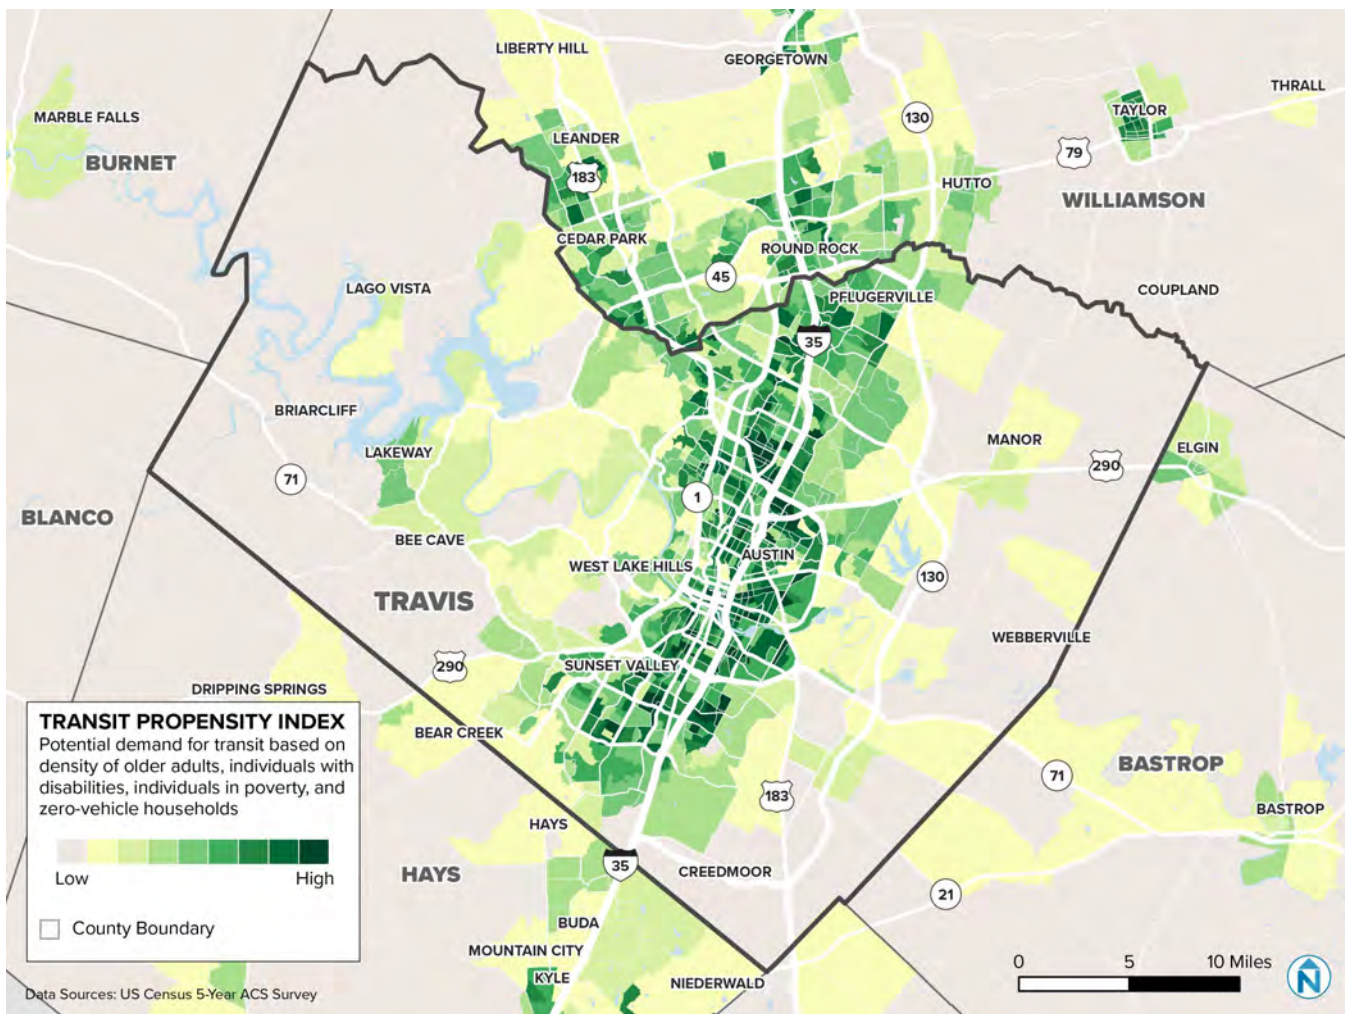 LIBERTY HILL
GEORGETOWN
THRALL
MARBLE FALLS
130
TAYLOR
LEANDER
BURNET
183
79
HUTTO
WILLIAMSON
CEDAR PARK
ROUND ROCK
45
LAGO VISTA
PFLUGERVILLE
COUPLAND
35
BRIARCLIFF
LAKEWAY
MANOR
ELGIN
290
71
1
BLANCO
BEE CAVE
AUSTIN
WEST LAKE HILLS
130
TRAVIS
WEBBERVILLE
290
SUNSET VALLEY
DRIPPING SPRINGS
BEAR CREEK
TRANSIT PROPENSITY INDEX
Potential demand for transit based on
density of older adults, individuals with
disabilities, individuals in poverty, and
zero-vehicle households
Low High
County Boundary
BASTROP
71
183
BASTROP
HAYS
35
HAYS
CREEDMOOR
21
BUDA
MOUNTAIN CITY
KYLE
NIEDERWALD
0 5 10 Miles
N
Data Sources: US Census 5-Year ACS Survey